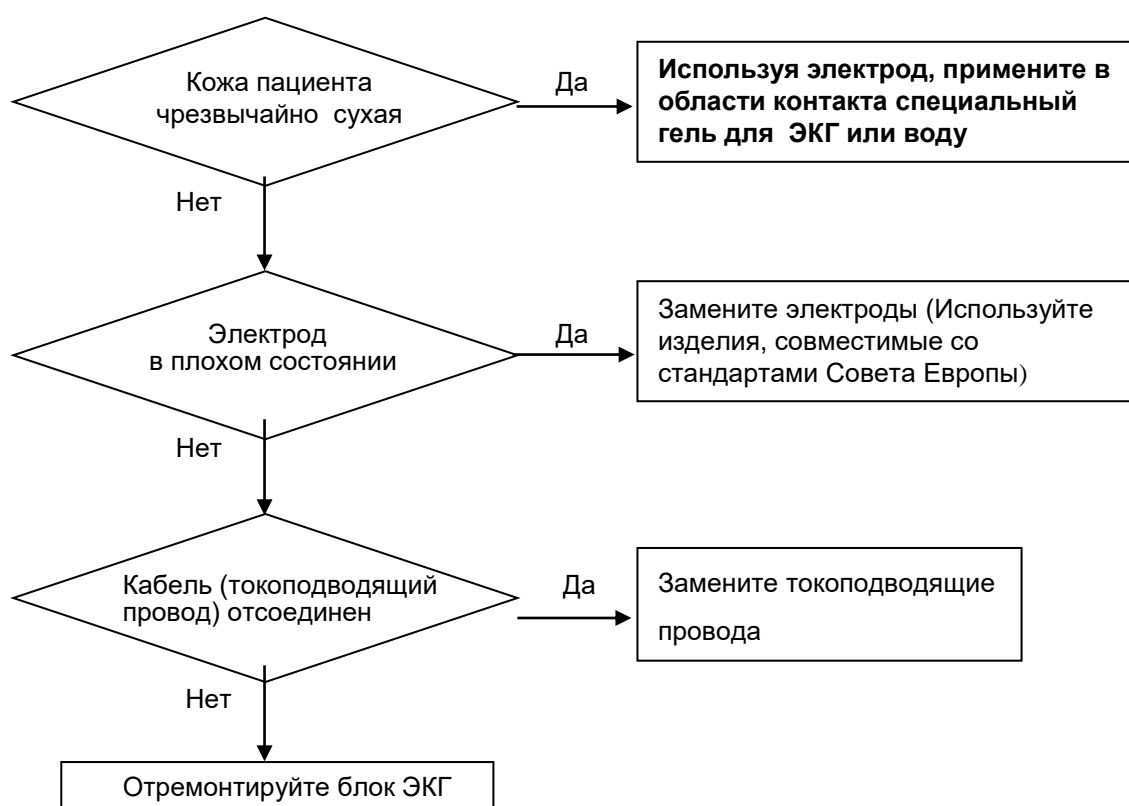 Кожа пациента
чрезвычайно сухая
Да
Используя электрод, примените в
области контакта специальный
гель для ЭКГ или воду
Нет
Электрод
в плохом состоянии
Да
Замените электроды (Используйте
изделия, совместимые со
стандартами Совета Европы)
Нет
Кабель (токоподводящий
провод) отсоединен
Да
Замените токоподводящие
провода
Нет
Отремонтируйте блок ЭКГ